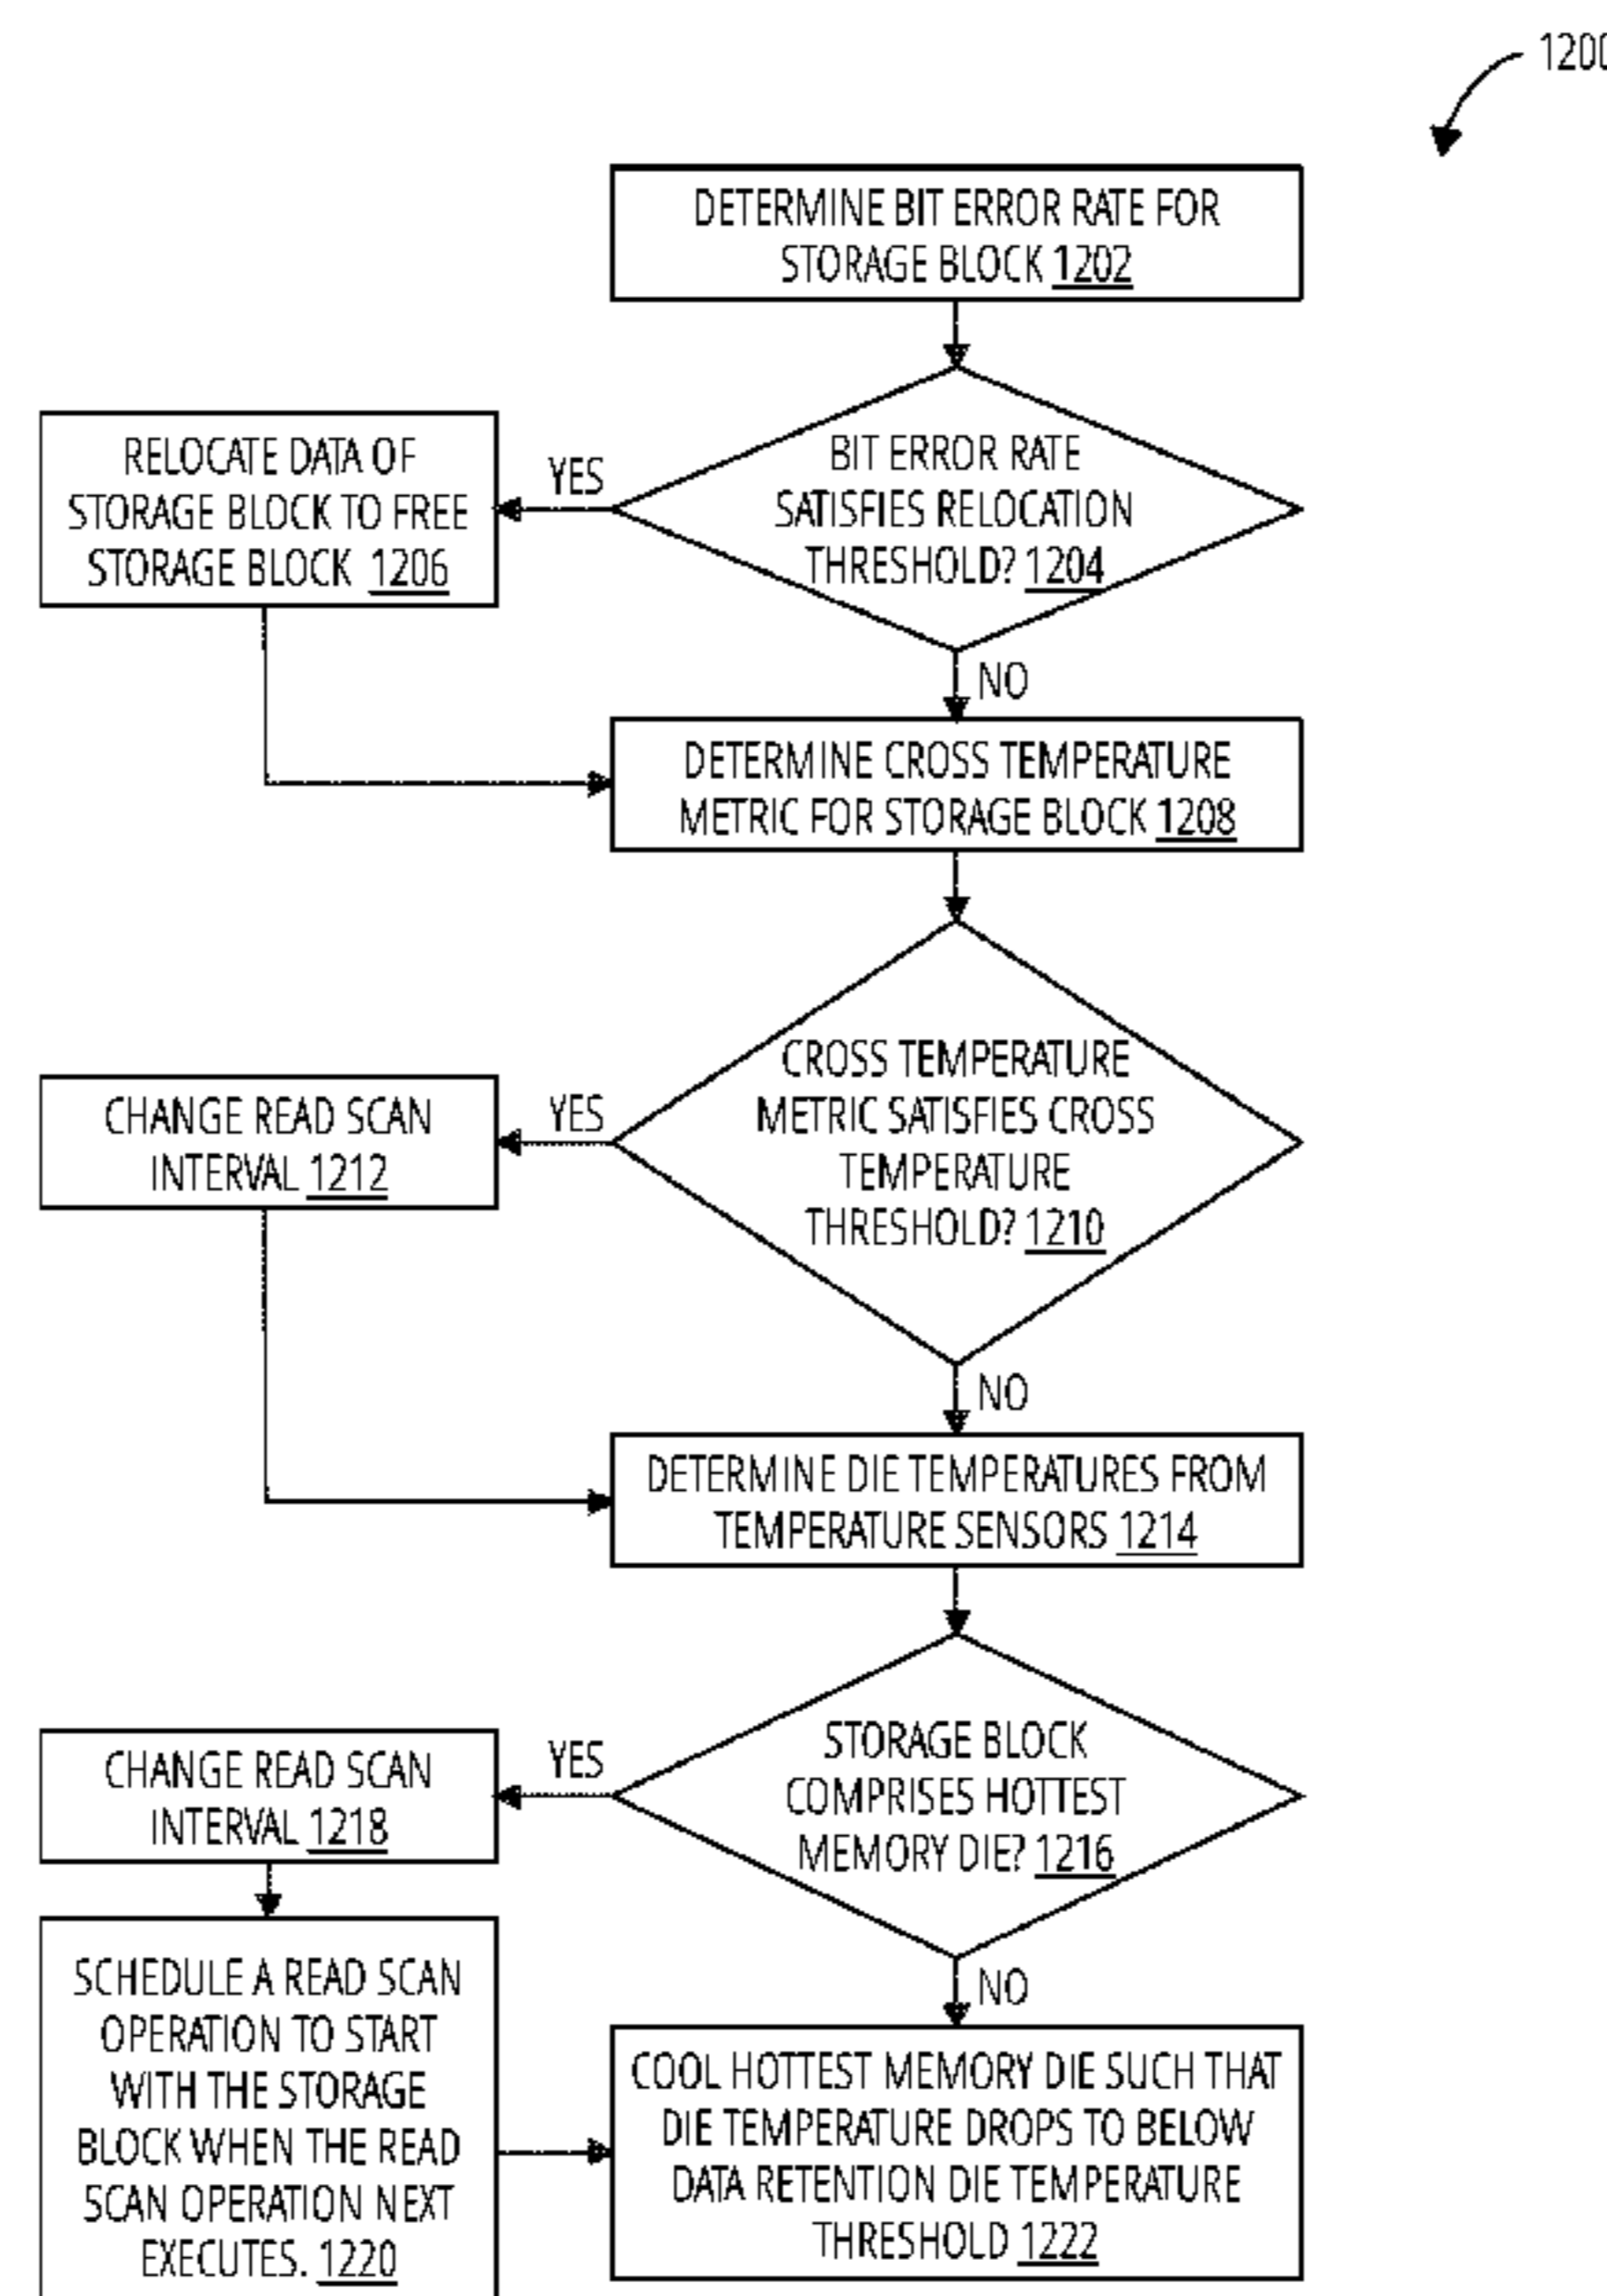 1200
DETERMINE BIT ERROR RATE FOR
STORAGE BLOCK 1202
BIT ERROR RATE
SATISFIES RELOCATION
THRESHOLD? 1204
YES
RELOCATE DATA OF
STORAGE BLOCK TO FREE
STORAGE BLOCK 1206
NO
DETERMINE CROSS TEMPERATURE
METRIC FOR STORAGE BLOCK 1208
CROSS TEMPERATURE
METRIC SATISFIES CROSS
TEMPERATURE
THRESHOLD? 1210
YES
CHANGE READ SCAN
INTERVAL 1212
NO
DETERMINE DIE TEMPERATURES FROM
TEMPERATURE SENSORS 1214
STORAGE BLOCK
COMPRISES HOTTEST
MEMORY DIE? 1216
YES
CHANGE READ SCAN
INTERVAL 1218
SCHEDULE A READ SCAN
OPERATION TO START
WITH THE STORAGE
BLOCK WHEN THE READ
SCAN OPERATION NEXT
EXECUTES. 1220
NO
COOL HOTTEST MEMORY DIE SUCH THAT
DIE TEMPERATURE DROPS TO BELOW
DATA RETENTION DIE TEMPERATURE
THRESHOLD 1222